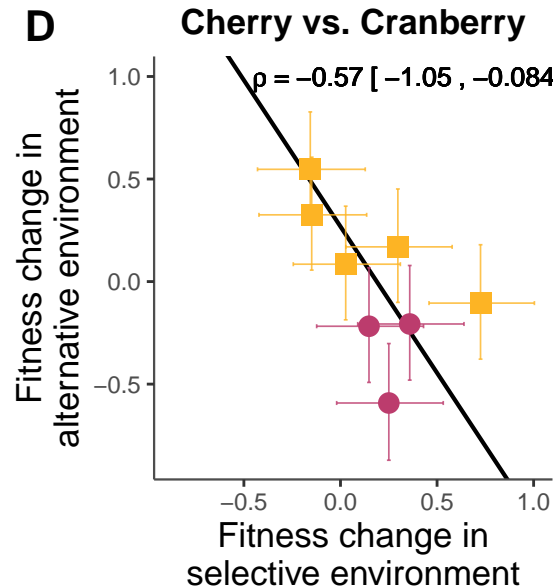 D Cherry vs. Cranberry
ρ = −0.57 [ −1.05 , −0.084
1.0
0.5
0.0
−0.5
Fitness change in
alternative environment
−0.5 0.0 0.5 1.0
Fitness change in
selective environment